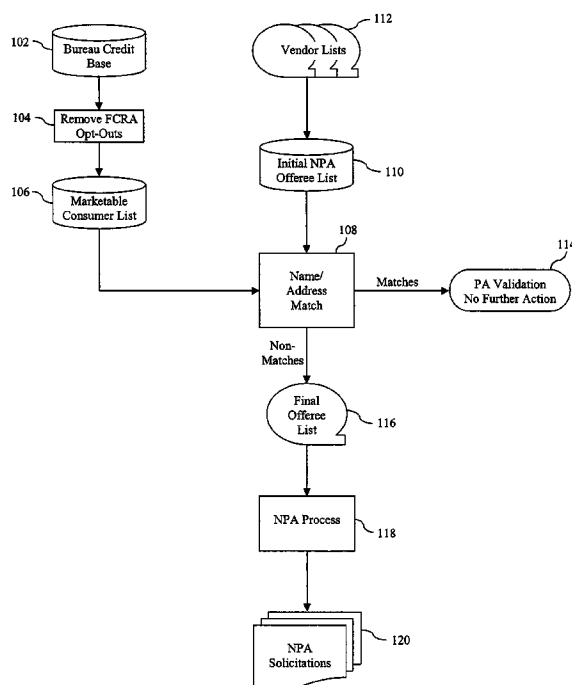 102
Bureau Credit
Base
104
Remove FCRA
Opt-Outs
106
Marketable
Consumer List
112
Vendor Lists
Initial NPA
Offeree List
110
108
Name/
Address
Match
Matches
114
PA Validation
No Further Action
Non-
Matches
Final
Offeree
List
116
NPA Process
118
NPA
Solicitations
120